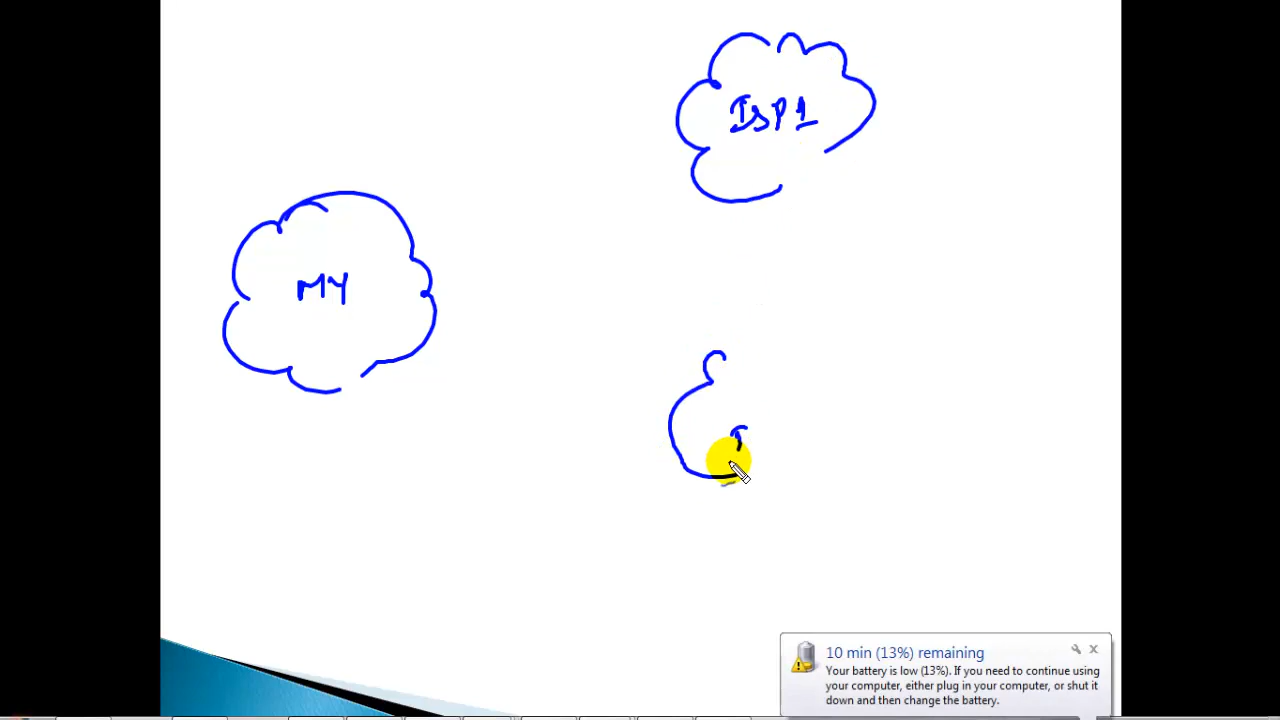 ISP1
MY
10 min (13%) remaining
Your battery is low (13%). If you need to continue using
your computer, either plug in your computer, or shut it
down and then change the battery.